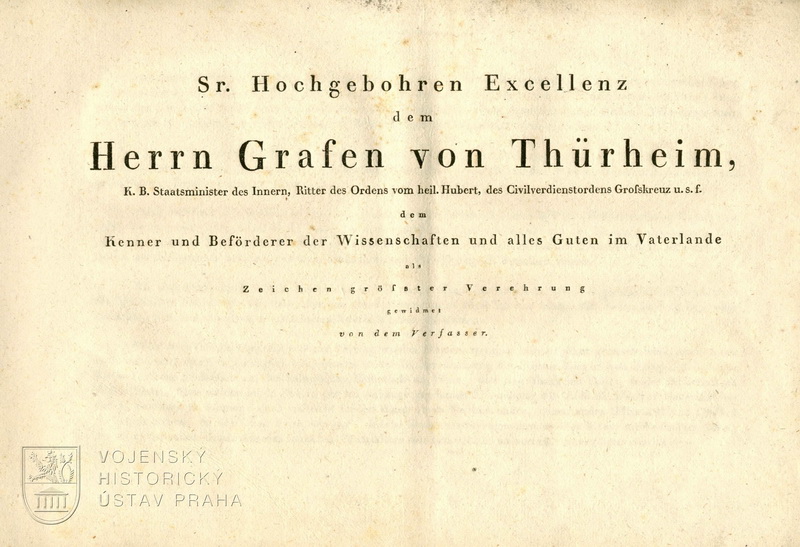 Sr. Hochgebohren Excellenz
dem
Herrn Grafen von Thürheim,
K. B. Staatsminister des Innern, Ritter des Ordens vom heil. Hubert, des Civilverdienstordens Grofskreuz u. s. f.
dem
Kenner und Beförderer der Wissenschaften und alles Guten im Vaterlande
als
Zeichen gröfster Verehrung
gewidmet
von dem Verfasser.
VOJENSKÝ
HISTORICKÝ
ÚSTAV PRAHA